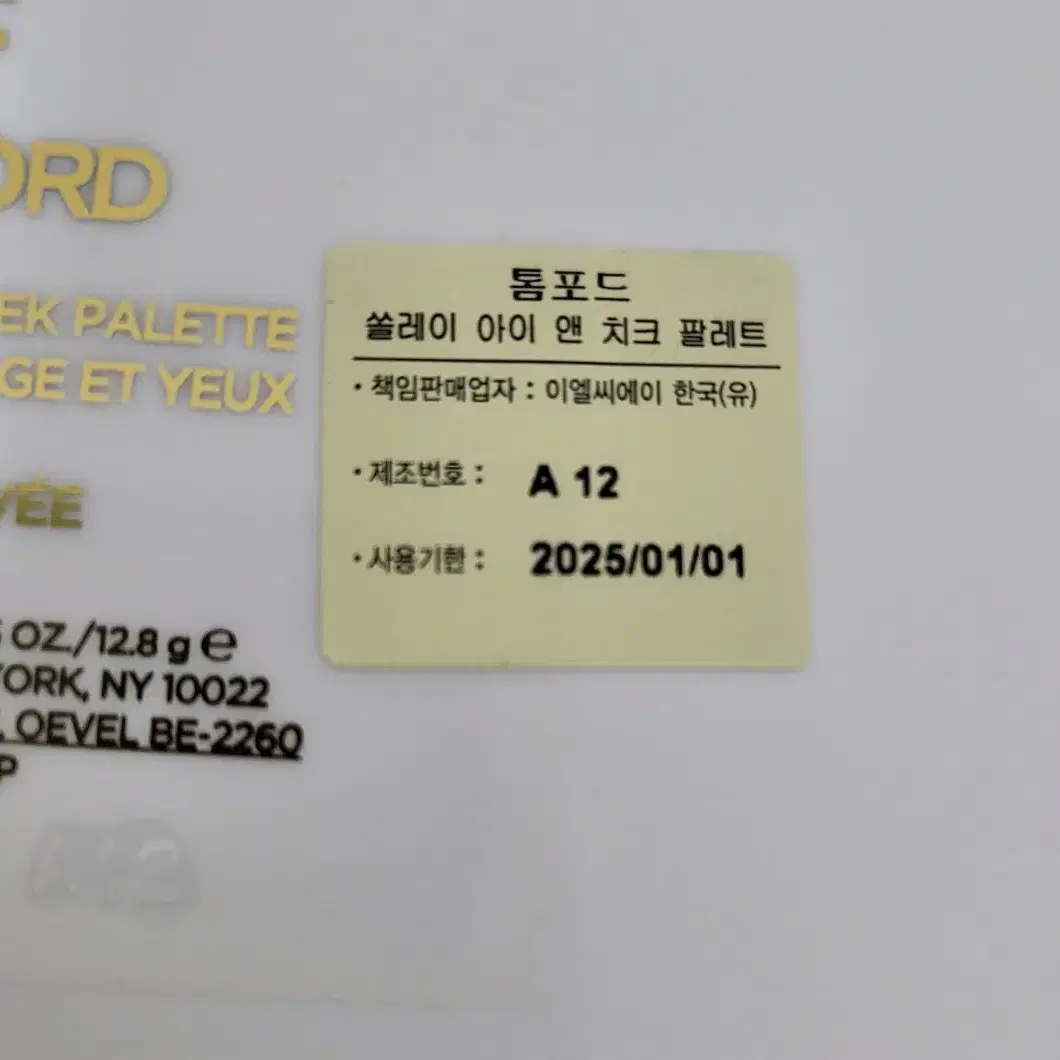 ORD
EK PALETTE
GE ET YEUX
YÉE
OZ./12.8 g ℮
YORK, NY 10022
OEVEL BE-2260
P
톰포드
쏠레이 아이 앤 치크 팔레트
· 책임판매업자 : 이엘씨에이 한국(유)
· 제조번호 : A 12
· 사용기한 : 2025/01/01